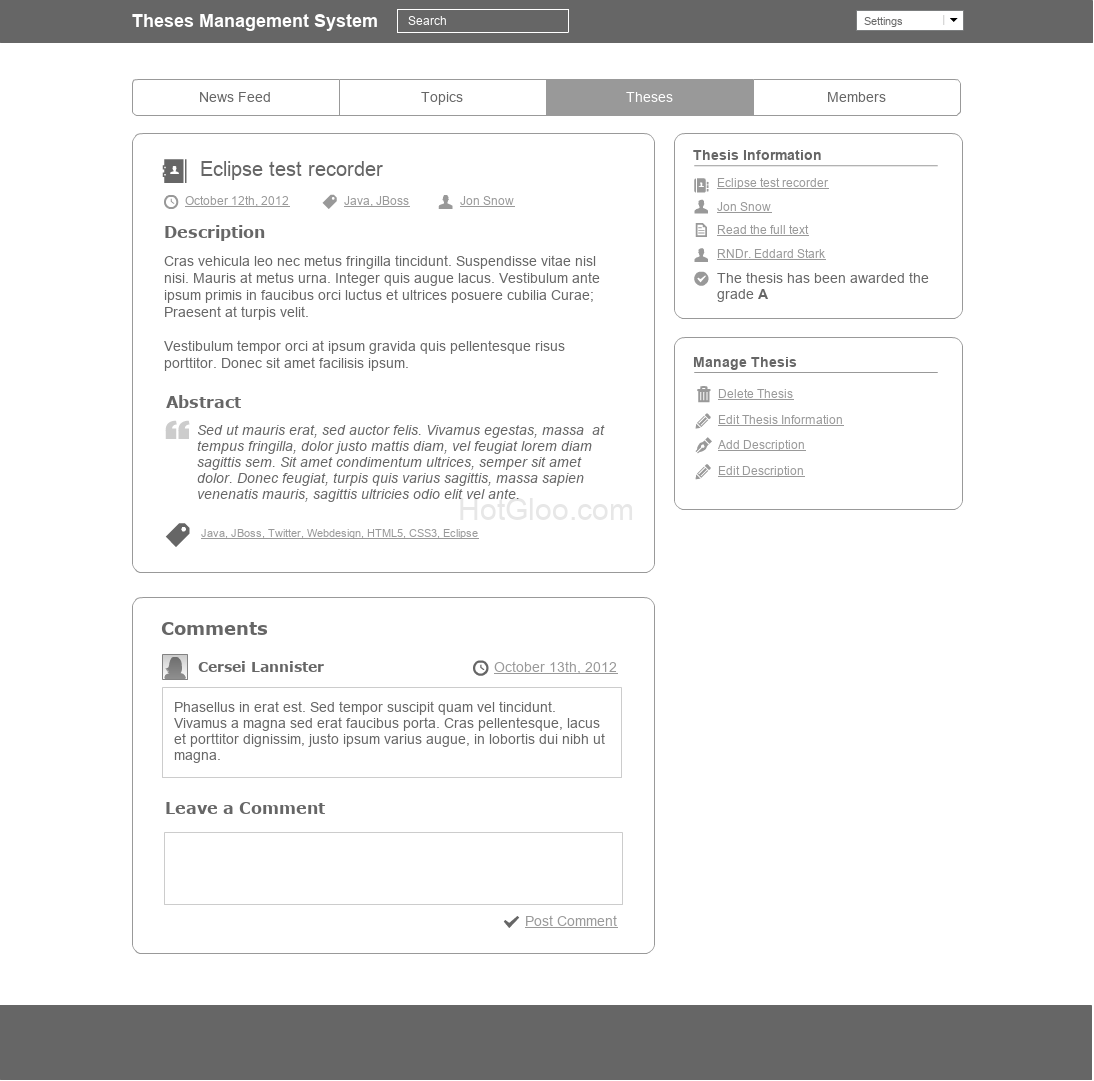 Theses Management System
Search
Settings
News Feed
Topics
Theses
Members
Eclipse test recorder
October 12th, 2012
Java, JBoss
Jon Snow
Description
Cras vehicula leo nec metus fringilla tincidunt. Suspendisse vitae nisl
nisi. Mauris at metus urna. Integer quis augue lacus. Vestibulum ante
ipsum primis in faucibus orci luctus et ultrices posuere cubilia Curae;
Praesent at turpis velit.
Vestibulum tempor orci at ipsum gravida quis pellentesque risus
porttitor. Donec sit amet facilisis ipsum.
Abstract
Sed ut mauris erat, sed auctor felis. Vivamus egestas, massa  at
tempus fringilla, dolor justo mattis diam, vel feugiat lorem diam
sagittis sem. Sit amet condimentum ultrices, semper sit amet
dolor. Donec feugiat, turpis quis varius sagittis, massa sapien
venenatis mauris, sagittis ultricies odio elit vel ante.
HotGloo.com
Java, JBoss, Twitter, Webdesign, HTML5, CSS3, Eclipse
Thesis Information
Eclipse test recorder
Jon Snow
Read the full text
RNDr. Eddard Stark
The thesis has been awarded the
grade A
Manage Thesis
Delete Thesis
Edit Thesis Information
Add Description
Edit Description
Comments
Cersei Lannister
October 13th, 2012
Phasellus in erat est. Sed tempor suscipit quam vel tincidunt.
Vivamus a magna sed erat faucibus porta. Cras pellentesque, lacus
et porttitor dignissim, justo ipsum varius augue, in lobortis dui nibh ut
magna.
Leave a Comment
Post Comment